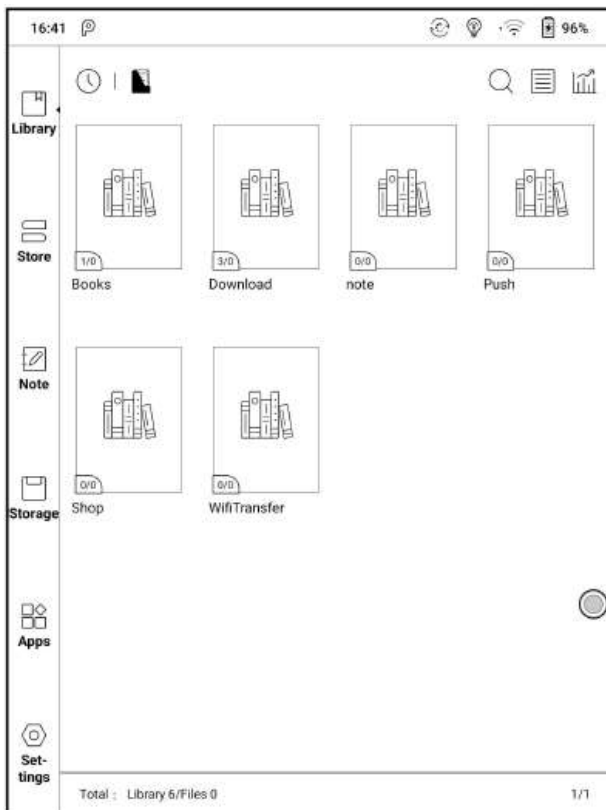 16:41
96%
Library
Store
Note
Storage
Apps
Set-
tings
1/0
3/0
0/0
0/0
Books
Download
note
Push
0/0
0/0
Shop
WifiTransfer
Total : Library 6/Files 0
1/1